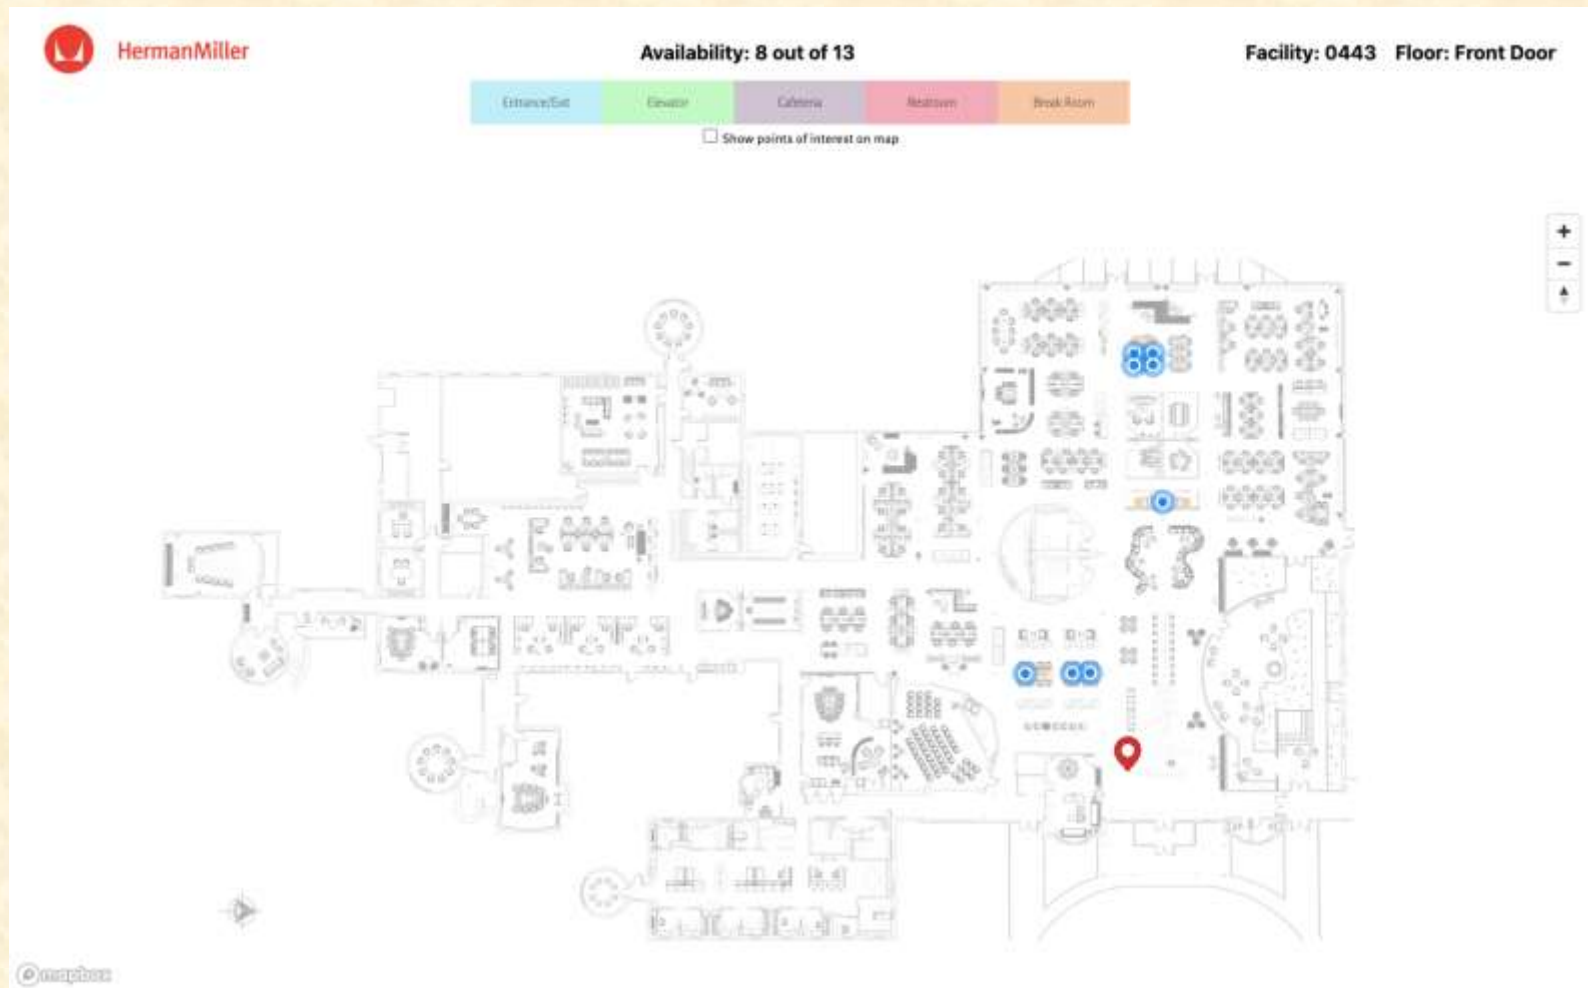 HermanMiller
Availability: 8 out of 13
Facility: 0443 Floor: Front Door
Entrance/Exit
Elevator
Cafeteria
Restroom
Break Room
Show points of interest on map
+
−
mapbox